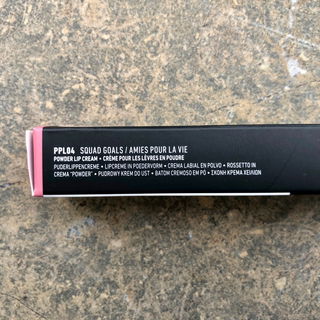 PPL04 SQUAD GOALS / AMIES POUR LA VIE
POWDER LIP CREAM • CRÈME POUR LES LÈVRES EN POUDRE
PUDERLIPPENCREME • LIPCREME IN POEDERVORM • CREMA LABIAL EN POLVO • ROSSETTO IN
CREMA "POWDER" • PUDROWY KREM DO UST • BATOM CREMOSO EM PÓ • ΣΚΟΝΗ ΚΡΕΜΑ ΧΕΙΛΙΩΝ